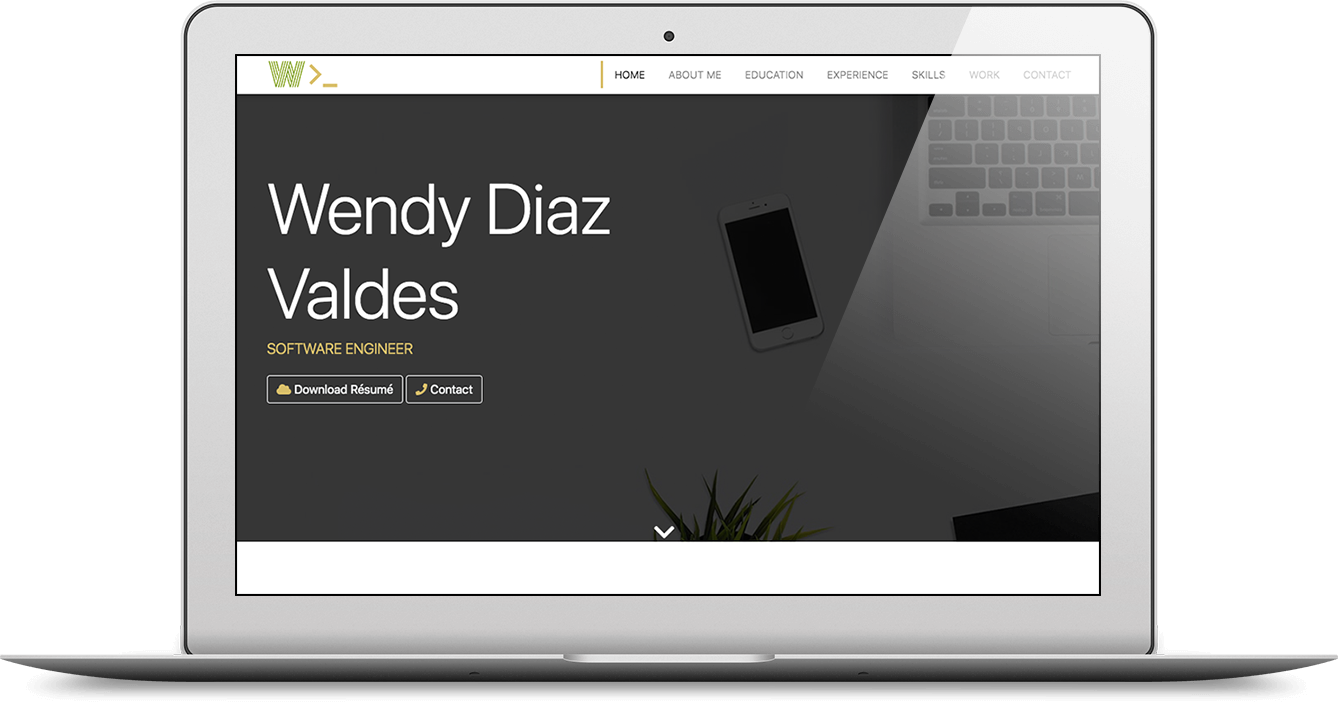 W>_
HOME ABOUT ME EDUCATION EXPERIENCE SKILLS WORK CONTACT
Wendy Diaz
Valdes
SOFTWARE ENGINEER
Download Résumé Contact